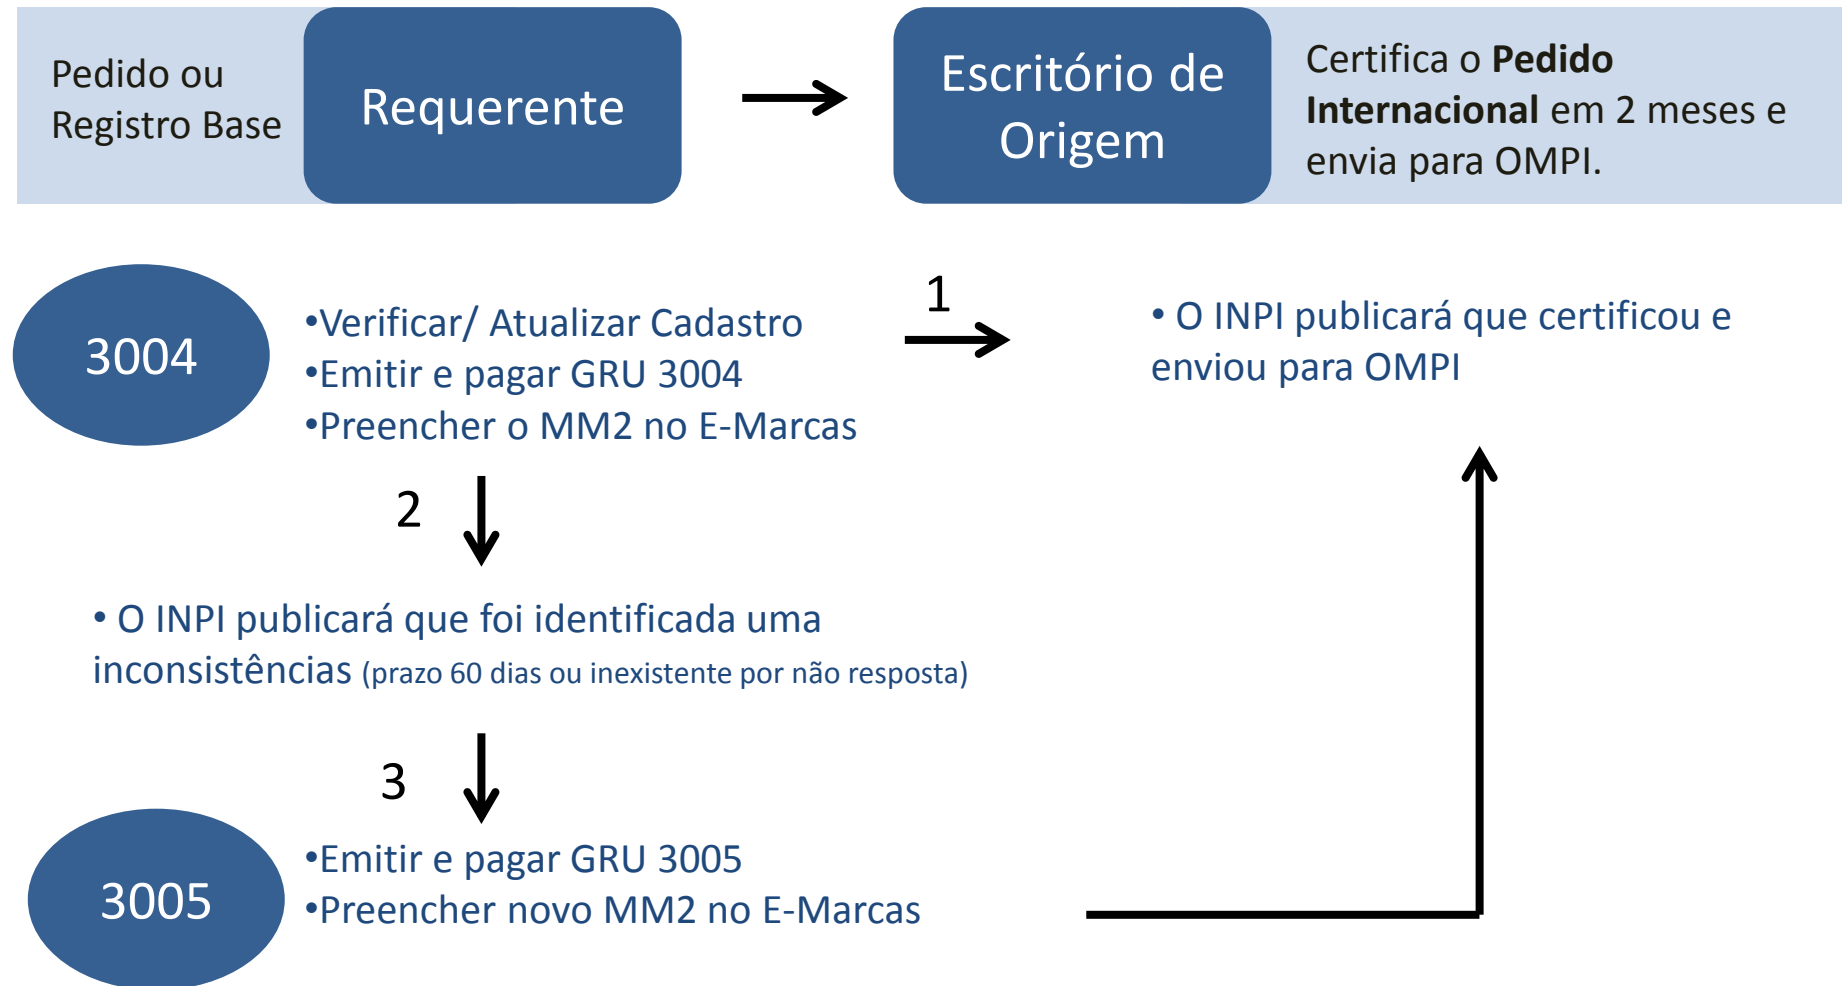 Pedido ou
Registro Base
Requerente
Escritório de
Origem
Certifica o Pedido
Internacional em 2 meses e
envia para OMPI.
3004
•Verificar/ Atualizar Cadastro
•Emitir e pagar GRU 3004
•Preencher o MM2 no E-Marcas
1
• O INPI publicará que certificou e
enviou para OMPI
2
• O INPI publicará que foi identificada uma
inconsistências (prazo 60 dias ou inexistente por não resposta)
3
3005
•Emitir e pagar GRU 3005
•Preencher novo MM2 no E-Marcas